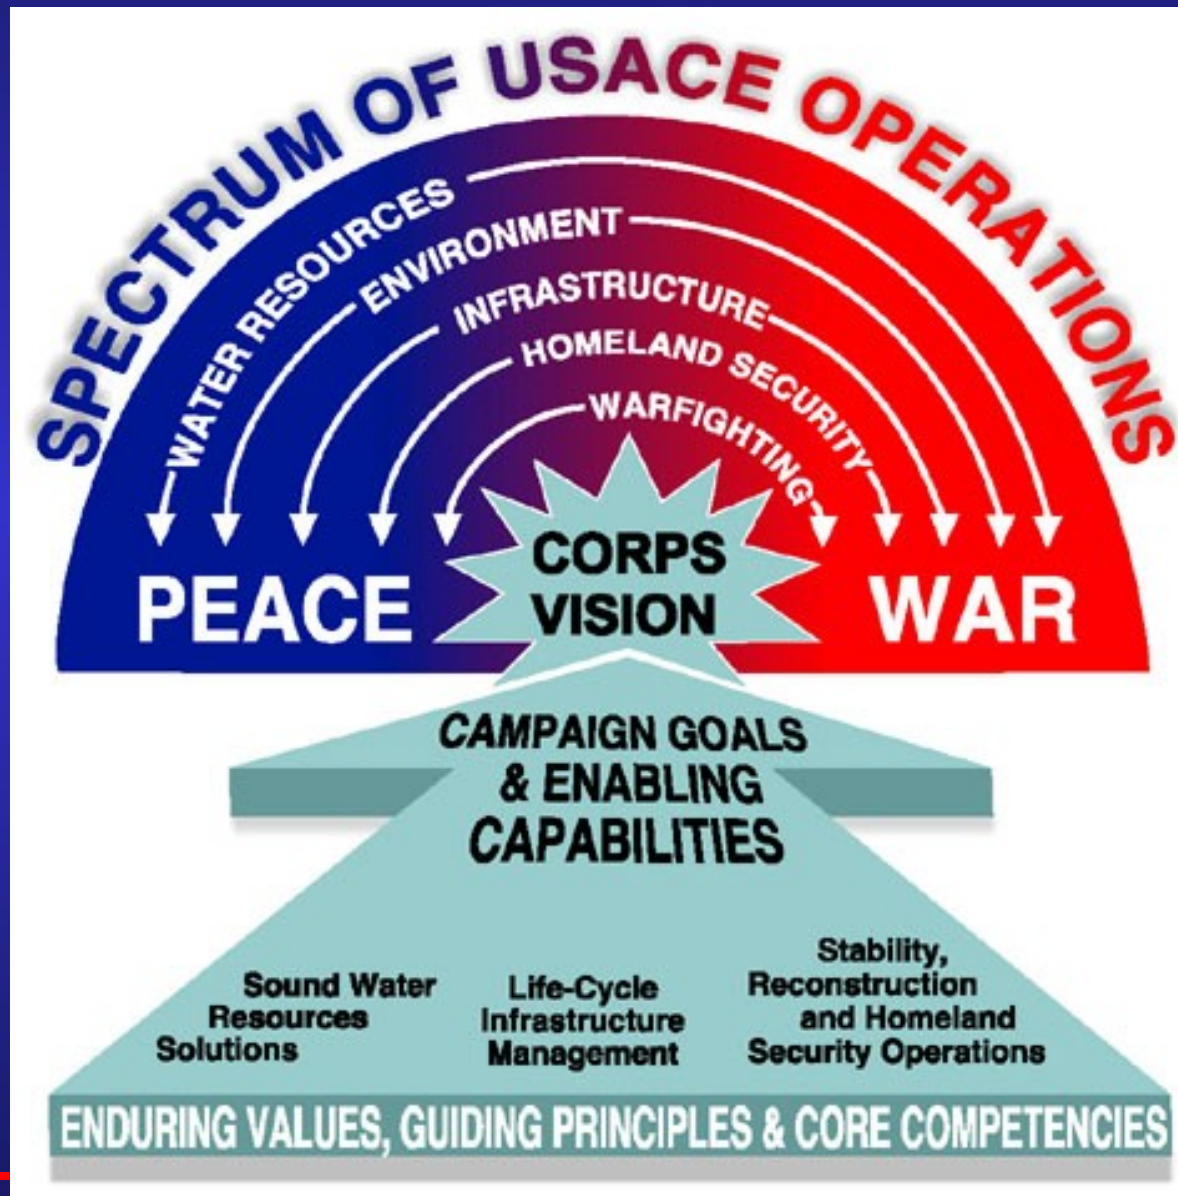 SPECTRUM OF USACE OPERATIONS
WATER RESOURCES
ENVIRONMENT
INFRASTRUCTURE
HOMELAND SECURITY
WARFIGHTING
PEACE
CORPS
VISION
WAR
CAMPAIGN GOALS
& ENABLING
CAPABILITIES
Sound Water
Resources
Solutions
Life-Cycle
Infrastructure
Management
Stability,
Reconstruction
and Homeland
Security Operations
ENDURING VALUES, GUIDING PRINCIPLES & CORE COMPETENCIES